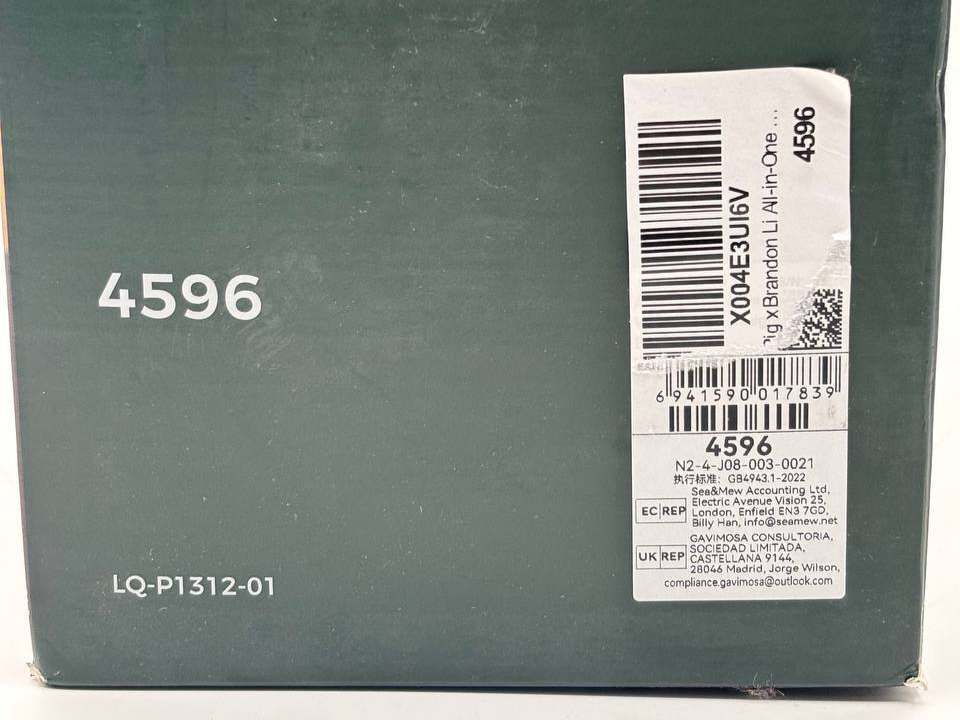 4596
LQ-P1312-01
X004E3UI6V
xBrandon Li All-in-One ...
4596
6 941590 017839
4596
N2-4-J08-003-0021
执行标准: GB4943.1-2022
EC REP
Sea&Mew Accounting Ltd,
Electric Avenue Vision 25,
London, Enfield EN3 7GD,
Billy Han, info@seamew.net
UK REP
GAVIMOSA CONSULTORIA,
SOCIEDAD LIMITADA,
CASTELLANA 9144,
28046 Madrid, Jorge Wilson,
compliance.gavimosa@outlook.com